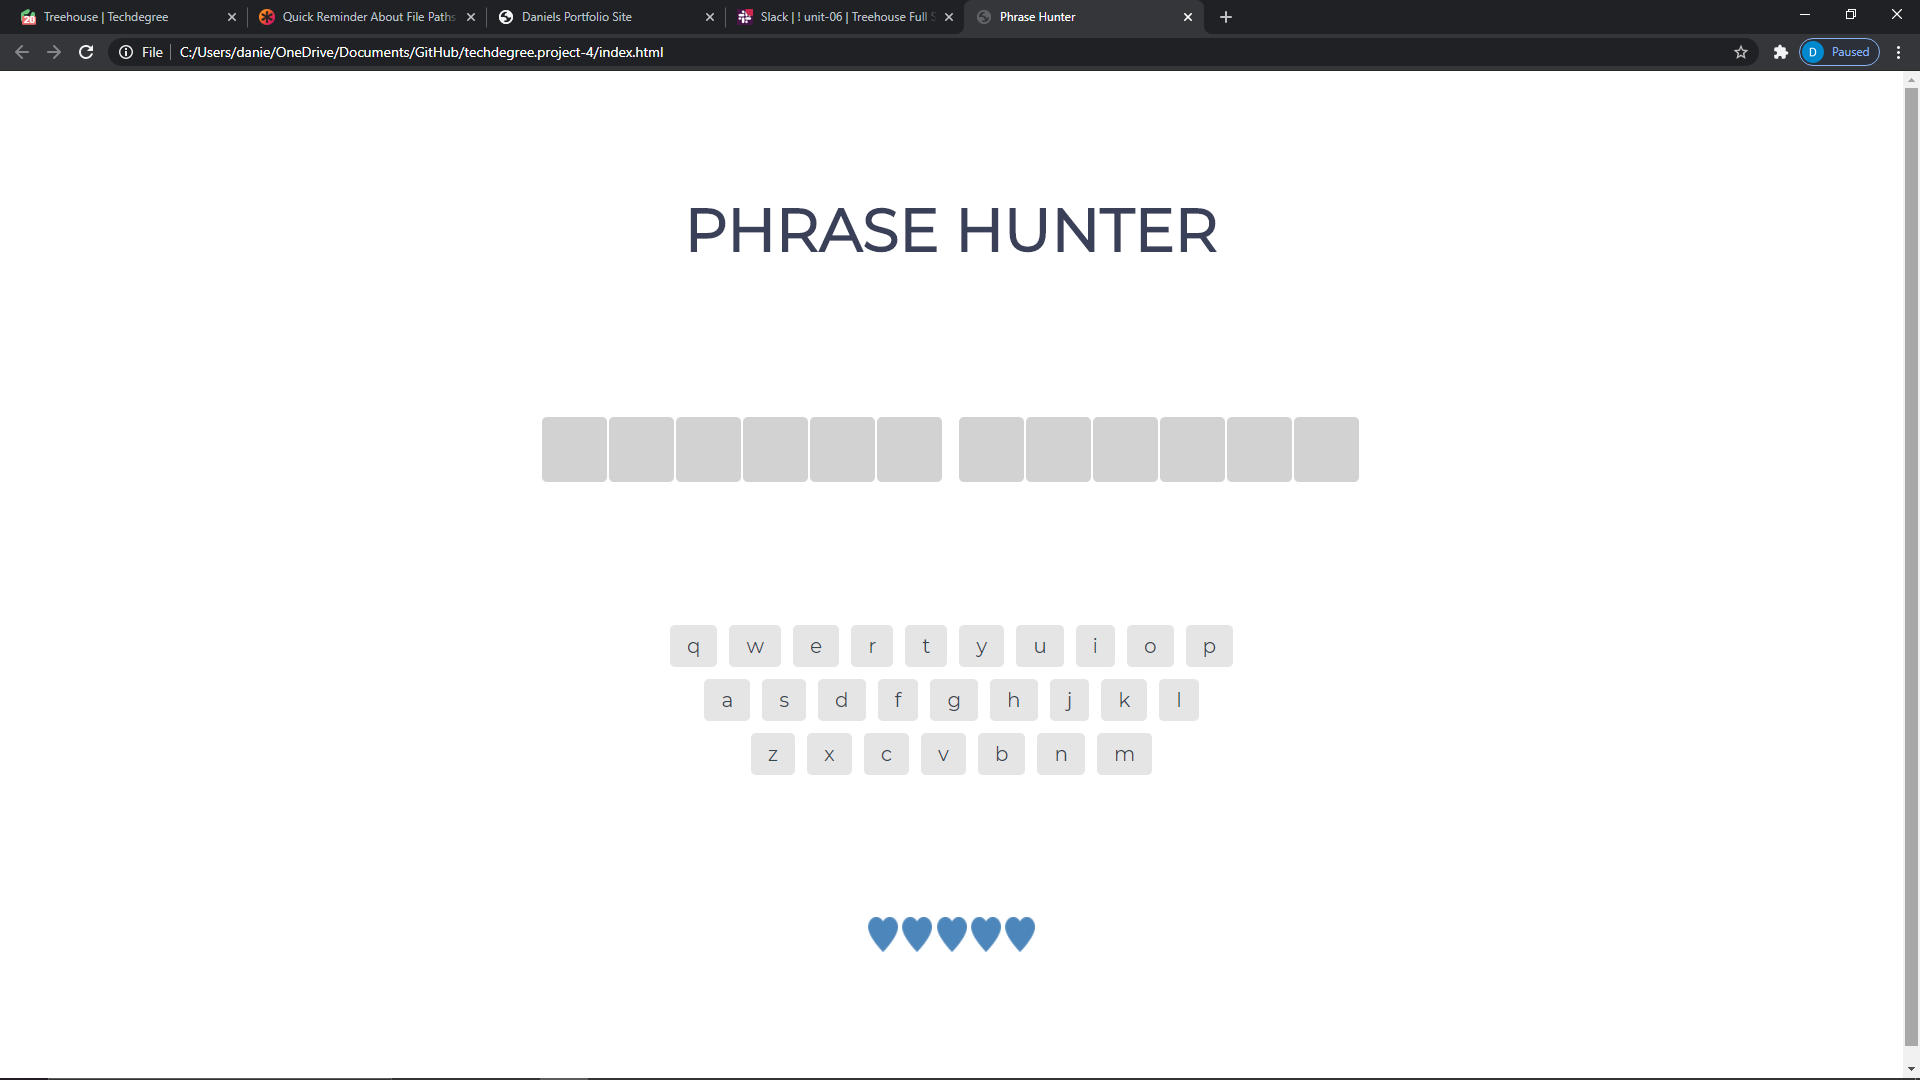 Treehouse | Techdegree
Quick Reminder About File Paths
Daniels Portfolio Site
Slack | ! unit-06 | Treehouse Full
Phrase Hunter
File
C:/Users/danie/OneDrive/Documents/GitHub/techdegree.project-4/index.html
D
Paused
PHRASE HUNTER
q w e r t y u i o p
a s d f g h j k l
z x c v b n m